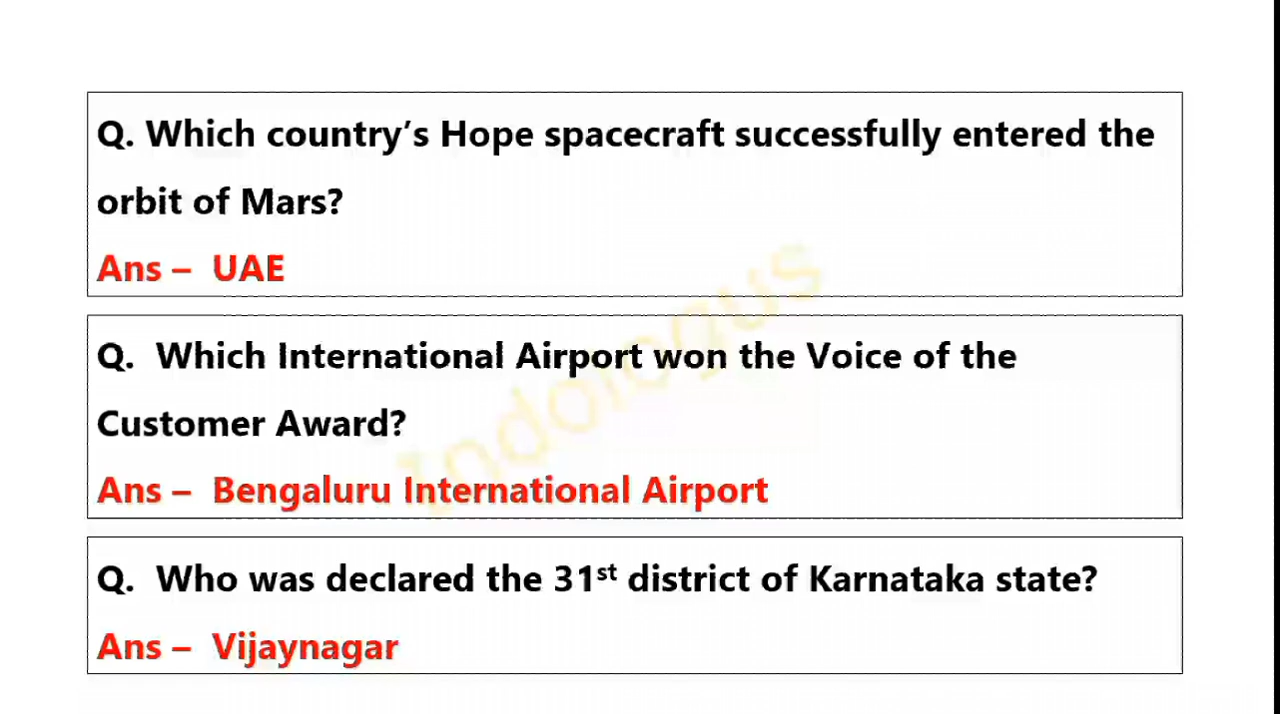 Q. Which country’s Hope spacecraft successfully entered the
orbit of Mars?
Ans – UAE
Q. Which International Airport won the Voice of the
Customer Award?
Ans – Bengaluru International Airport
Q. Who was declared the 31st district of Karnataka state?
Ans – Vijaynagar
Indologus